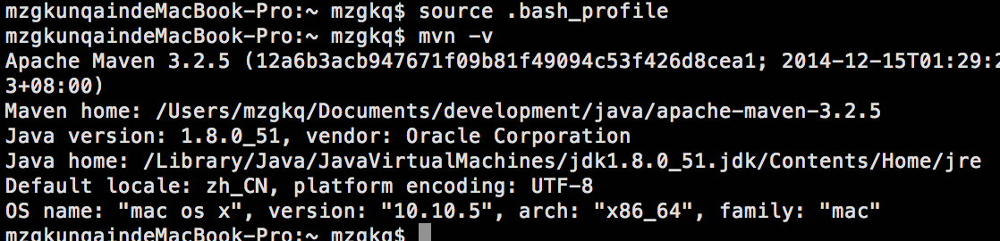 mzgkunqaindeMacBook-Pro:~ mzgkq$ source .bash_profile
mzgkunqaindeMacBook-Pro:~ mzgkq$ mvn -v
Apache Maven 3.2.5 (12a6b3acb947671f09b81f49094c53f426d8cea1; 2014-12-15T01:29:2
3+08:00)
Maven home: /Users/mzgkq/Documents/development/java/apache-maven-3.2.5
Java version: 1.8.0_51, vendor: Oracle Corporation
Java home: /Library/Java/JavaVirtualMachines/jdk1.8.0_51.jdk/Contents/Home/jre
Default locale: zh_CN, platform encoding: UTF-8
OS name: "mac os x", version: "10.10.5", arch: "x86_64", family: "mac"
mzgkunqaindeMacBook-Pro:~ mzgkq$